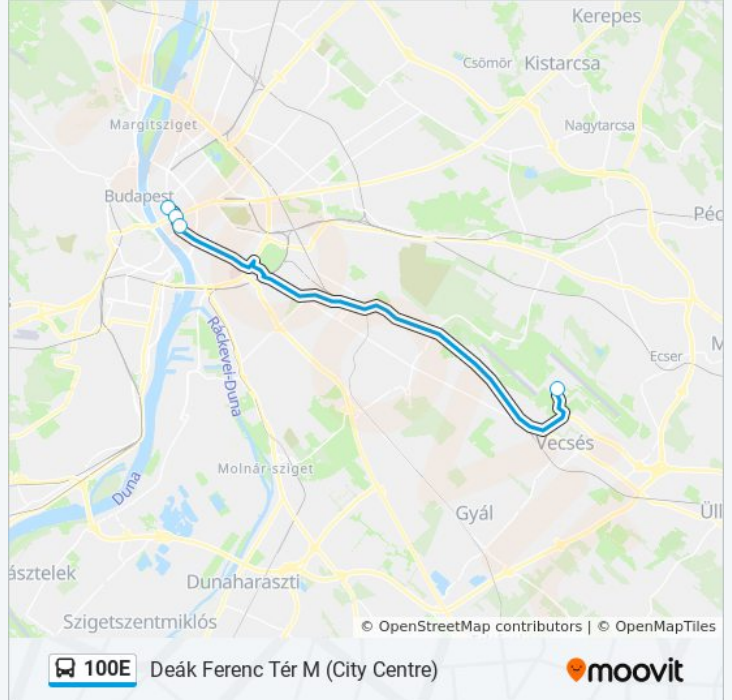 Kerepes
Csömör
Kistarcsa
Margitsziget
Nagytarcsa
Budapest
Péc
Ráckevei-Duna
M
Ecser
Vecsés
Molnár-sziget
Duna
Gyál
Üll
ásztelek
Dunaharaszti
Szigetszentmiklós
© OpenStreetMap contributors | © OpenMapTiles
100E Deák Ferenc Tér M (City Centre)
moovit